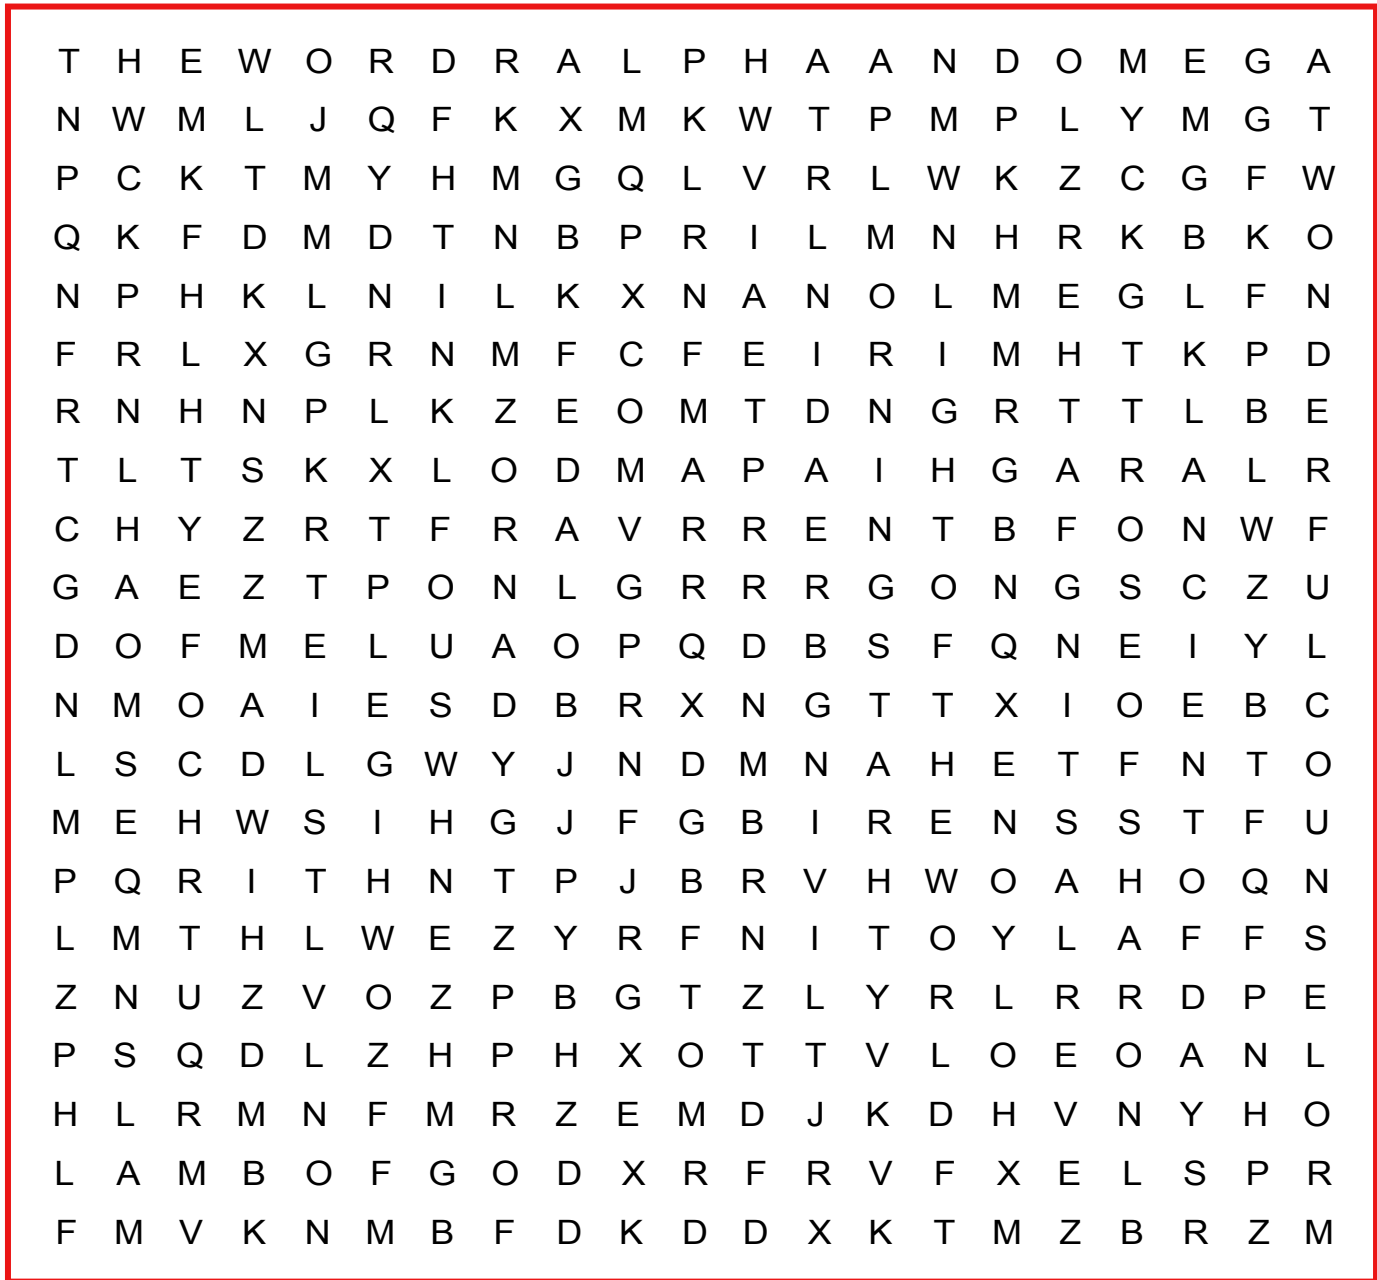 T H E W O R D R A L P H A A N D O M E G A
N W M L J Q F K X M K W T P M P L Y M G T
P C K T M Y H M G Q L V R L W K Z C G F W
Q K F D M D T N B P R I L M N H R K B K O
N P H K L N I L K X N A N O L M E G L F N
F R L X G R N M F C F E I R I M H T K P D
R N H N P L K Z E O M T D N G R T T L B E
T L T S K X L O D M A P A I H G A R A L R
C H Y Z R T F R A V R R E N T B F O N W F
G A E Z T P O N L G R R R G O N G S C Z U
D O F M E L U A O P Q D B S F Q N E I Y L
N M O A I E S D B R X N G T T X I O E B C
L S C D L G W Y J N D M N A H E T F N T O
M E H W S I H G J F G B I R E N S S T F U
P Q R I T H N T P J B R V H W O A H O Q N
L M T H L W E Z Y R F N I T O Y L A F F S
Z N U Z V O Z P B G T Z L Y R L R R D P E
P S Q D L Z H P H X O T T V L O E O A N L
H L R M N F M R Z E M D J K D H V N Y H O
L A M B O F G O D X R F R V F X E L S P R
F M V K N M B F D K D D X K T M Z B R Z M